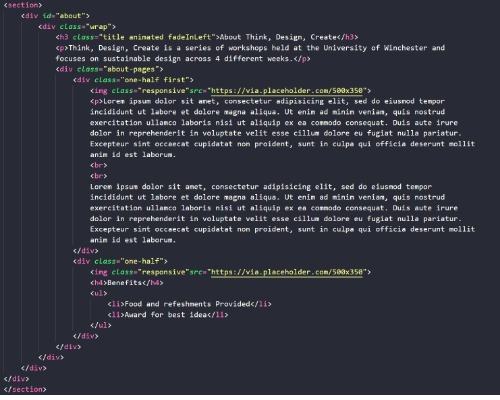 <section>
<div id="about">
<div class="wrap">
<h3 class="title animated fadeInLeft">About Think, Design, Create</h3>
<p>Think, Design, Create is a series of workshops held at the University of Winchester and
focuses on sustainable design across 4 different weeks.</p>
<div class="about-pages">
<div class="one-half first">
<img class="responsive"src="https://via.placeholder.com/500x350">
<p>Lorem ipsum dolor sit amet, consectetur adipisicing elit, sed do eiusmod tempor
incididunt ut labore et dolore magna aliqua. Ut enim ad minim veniam, quis nostrud
exercitation ullamco laboris nisi ut aliquip ex ea commodo consequat. Duis aute irure
dolor in reprehenderit in voluptate velit esse cillum dolore eu fugiat nulla pariatur.
Excepteur sint occaecat cupidatat non proident, sunt in culpa qui officia deserunt mollit
anim id est laborum.
<br>
<br>
Lorem ipsum dolor sit amet, consectetur adipisicing elit, sed do eiusmod tempor
incididunt ut labore et dolore magna aliqua. Ut enim ad minim veniam, quis nostrud
exercitation ullamco laboris nisi ut aliquip ex ea commodo consequat. Duis aute irure
dolor in reprehenderit in voluptate velit esse cillum dolore eu fugiat nulla pariatur.
Excepteur sint occaecat cupidatat non proident, sunt in culpa qui officia deserunt mollit
anim id est laborum.
</div>
<div class="one-half">
<img class="responsive"src="https://via.placeholder.com/500x350">
<h4>Benefits</h4>
<ul>
<li>Food and refeshments Provided</li>
<li>Award for best idea</li>
</ul>
</div>
</div>
</div>
</div>
</div>
</section>